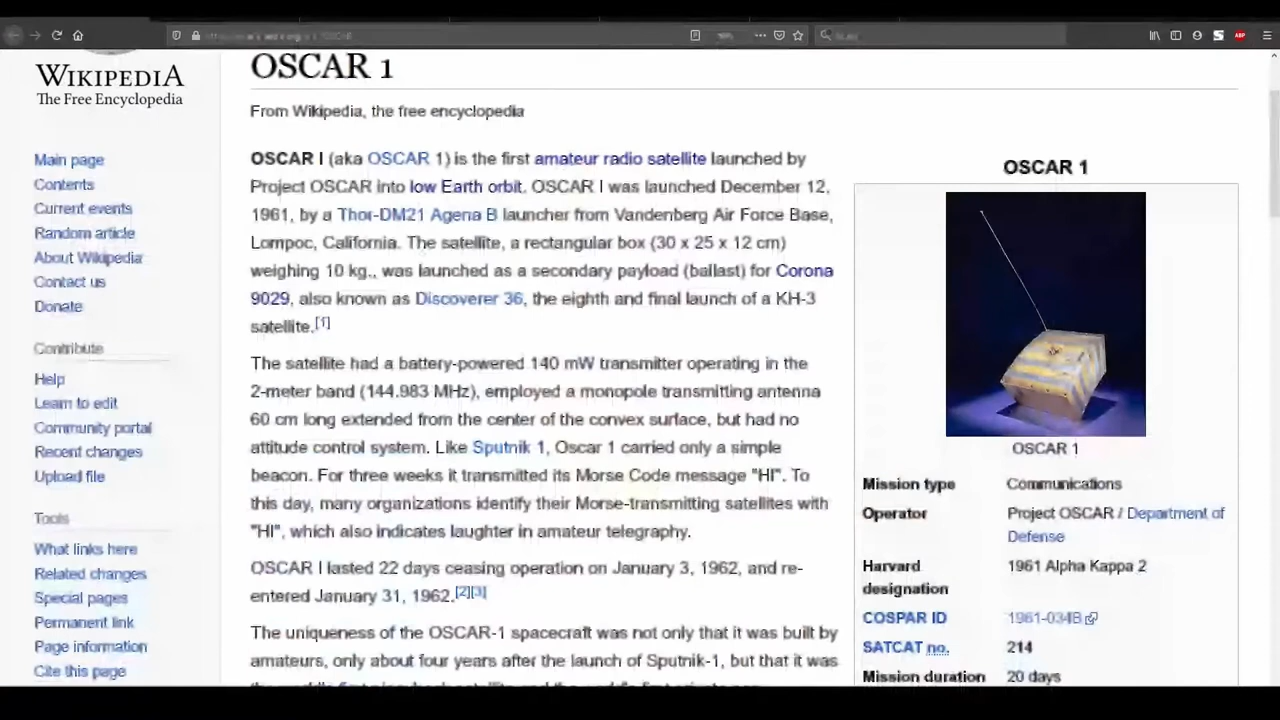 WIKIPEDIA
The Free Encyclopedia
Main page
Contents
Current events
Random article
About Wikipedia
Contact us
Donate
Contribute
Help
Learn to edit
Community portal
Recent changes
Upload file
Tools
What links here
Related changes
Special pages
Permanent link
Page information
Cite this page
OSCAR 1
From Wikipedia, the free encyclopedia
OSCAR I (aka OSCAR 1) is the first amateur radio satellite launched by
Project OSCAR into low Earth orbit. OSCAR I was launched December 12,
1961, by a Thor-DM21 Agena B launcher from Vandenberg Air Force Base,
Lompoc, California. The satellite, a rectangular box (30 x 25 x 12 cm)
weighing 10 kg., was launched as a secondary payload (ballast) for Corona
9029, also known as Discoverer 36, the eighth and final launch of a KH-3
satellite.[1]
The satellite had a battery-powered 140 mW transmitter operating in the
2-meter band (144.983 MHz), employed a monopole transmitting antenna
60 cm long extended from the center of the convex surface, but had no
attitude control system. Like Sputnik 1, Oscar 1 carried only a simple
beacon. For three weeks it transmitted its Morse Code message "HI". To
this day, many organizations identify their Morse-transmitting satellites with
"HI", which also indicates laughter in amateur telegraphy.
OSCAR I lasted 22 days ceasing operation on January 3, 1962, and re-
entered January 31, 1962.[2][3]
The uniqueness of the OSCAR-1 spacecraft was not only that it was built by
amateurs, only about four years after the launch of Sputnik-1, but that it was
OSCAR 1
OSCAR 1
Mission type Communications
Operator Project OSCAR / Department of
Defense
Harvard 1961 Alpha Kappa 2
designation
COSPAR ID 1961-034B
SATCAT no. 214
Mission duration 20 days
ABP